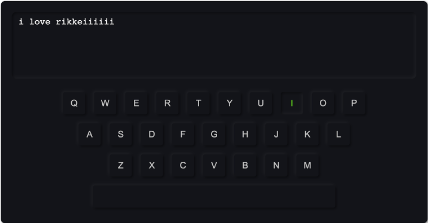 i love rikkeiiiiii
Q W E R T Y U I O P
A S D F G H J K L
Z X C V B N M